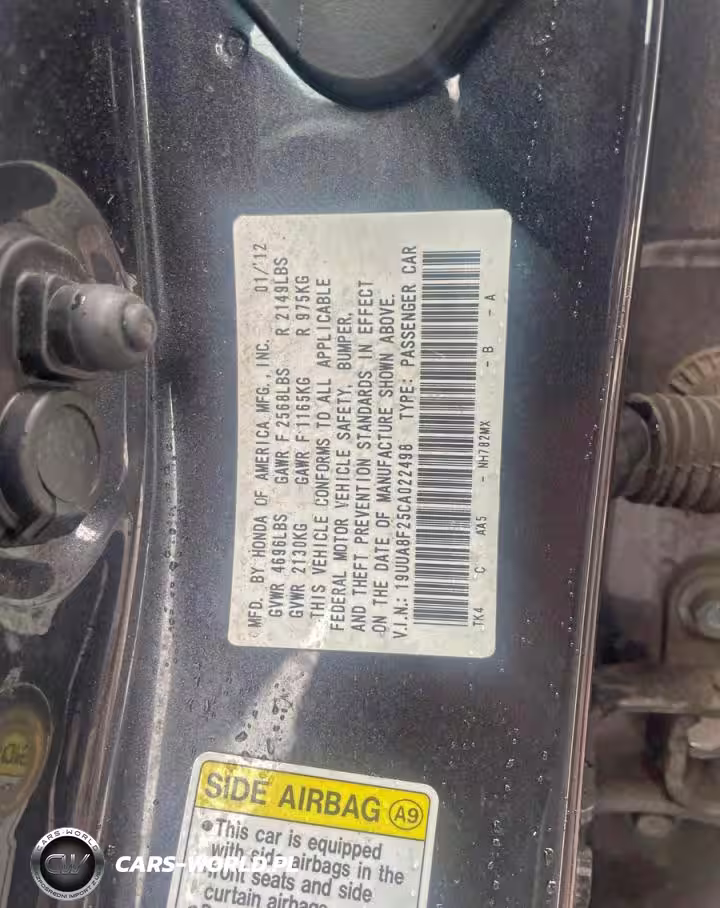 MFD. BY HONDA OF AMERICA MFG., INC. 01/'12
GVWR 4696LBS GAWR F 2568LBS R 2149LBS
GVWR 2130KG GAWR F 1165KG R 975KG
THIS VEHICLE CONFORMS TO ALL APPLICABLE
FEDERAL MOTOR VEHICLE SAFETY, BUMPER,
AND THEFT PREVENTION STANDARDS IN EFFECT
ON THE DATE OF MANUFACTURE SHOWN ABOVE.
V.I.N.: 19UUA8F25CA022498 TYPE: PASSENGER CAR
TK4 C AA5 - NH782MX - B - A
SIDE AIRBAG A9
•This car is equipped
with side airbags in the
front seats and side
curtain airbags
CARS-WORLD
CW
CARS-WORLD.PL